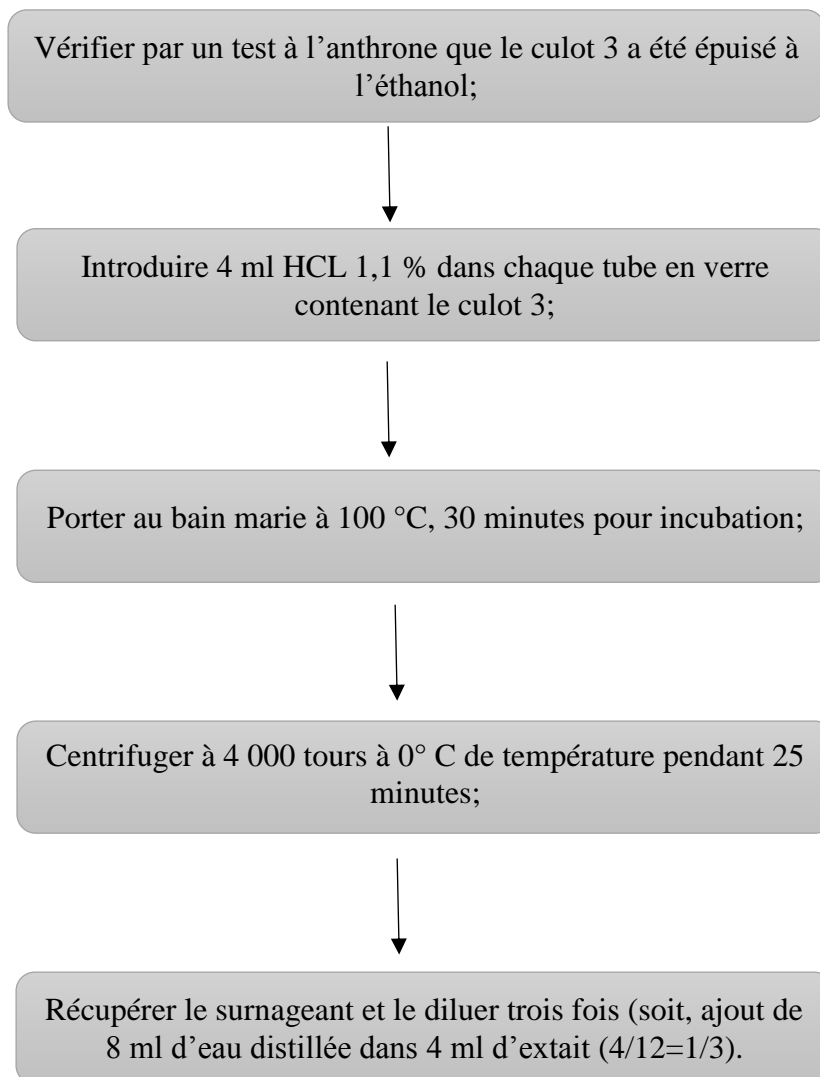 Vérifier par un test à l’anthrone que le culot 3 a été épuisé à
l’éthanol;
Introduire 4 ml HCL 1,1 % dans chaque tube en verre
contenant le culot 3;
Porter au bain marie à 100 °C, 30 minutes pour incubation;
Centrifuger à 4 000 tours à 0° C de température pendant 25
minutes;
Récupérer le surnageant et le diluer trois fois (soit, ajout de
8 ml d’eau distillée dans 4 ml d’extait (4/12=1/3).